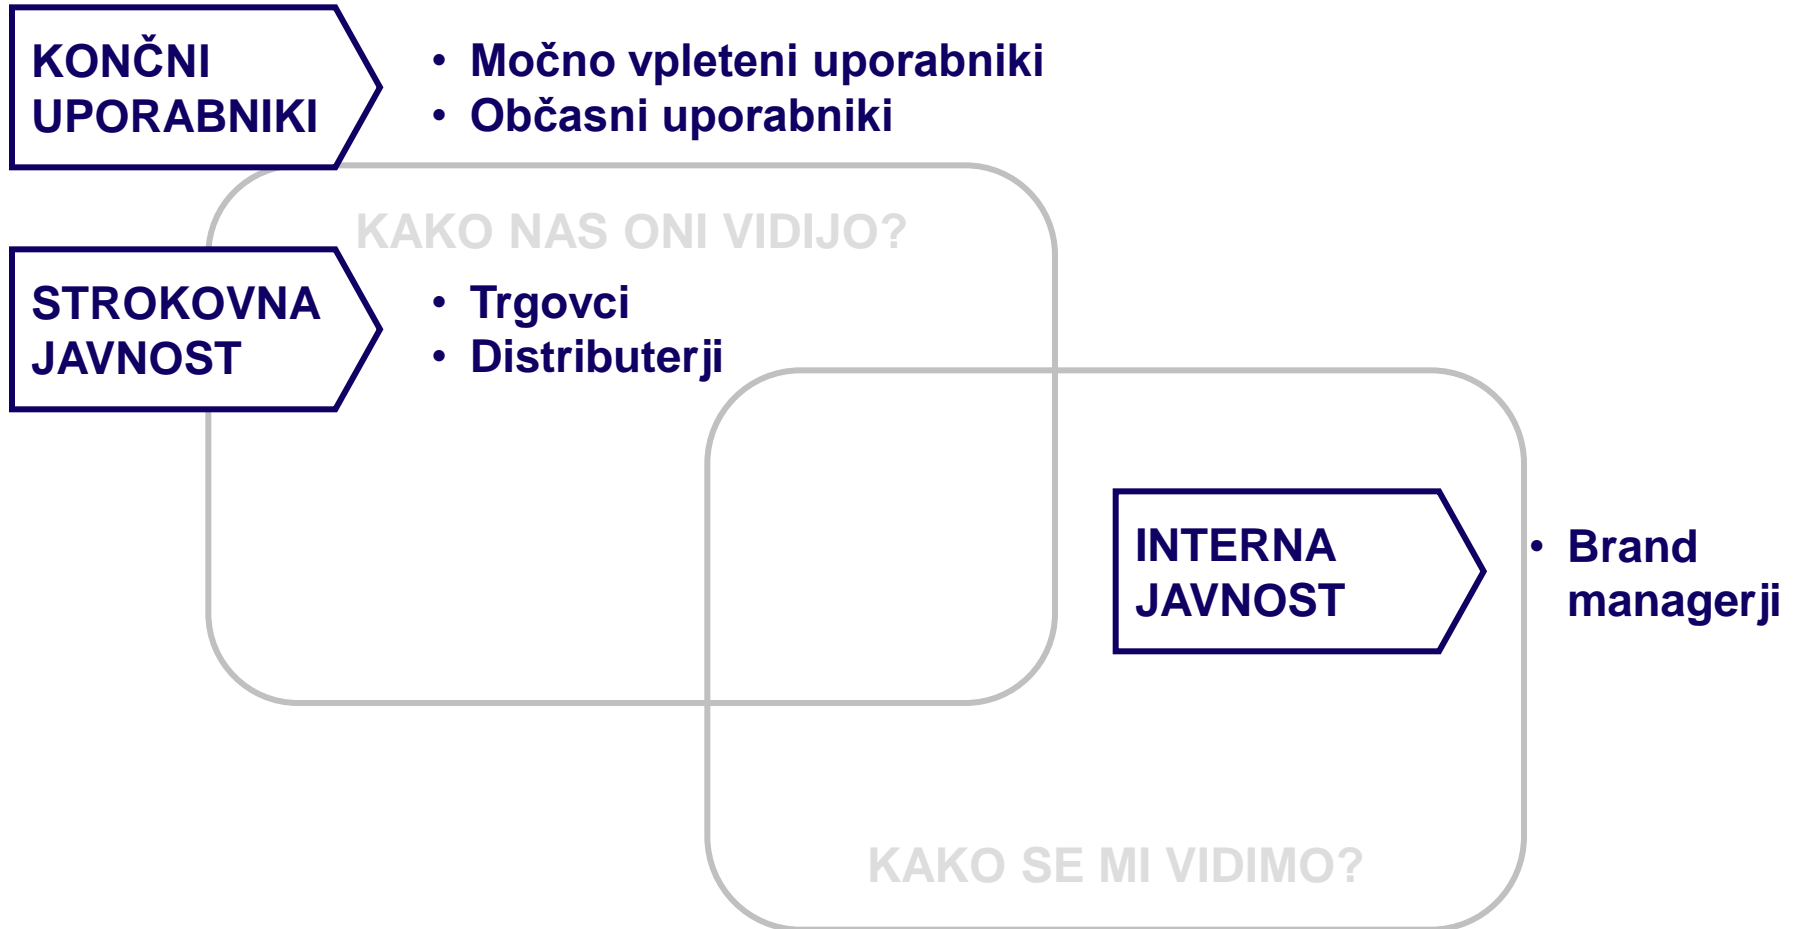 KONČNI
UPORABNIKI
• Močno vpleteni uporabniki
• Občasni uporabniki
KAKO NAS ONI VIDIJO?
STROKOVNA
JAVNOST
• Trgovci
• Distributerji
INTERNA
JAVNOST
• Brand
managerji
KAKO SE MI VIDIMO?